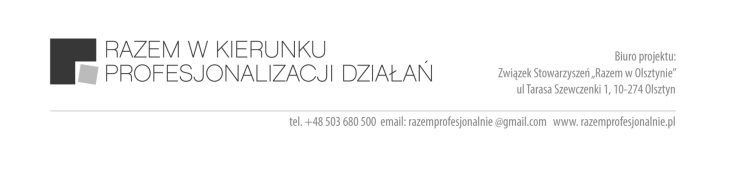 RAZEM W KIERUNKU
PROFESJONALIZACJI DZIAŁAŃ
Biuro projektu:
Związek Stowarzyszeń „Razem w Olsztynie”
ul Tarasa Szewczenki 1, 10-274 Olsztyn
tel. +48 503 680 500 email: razemprofesjonalnie @gmail.com www. razemprofesjonalnie.pl